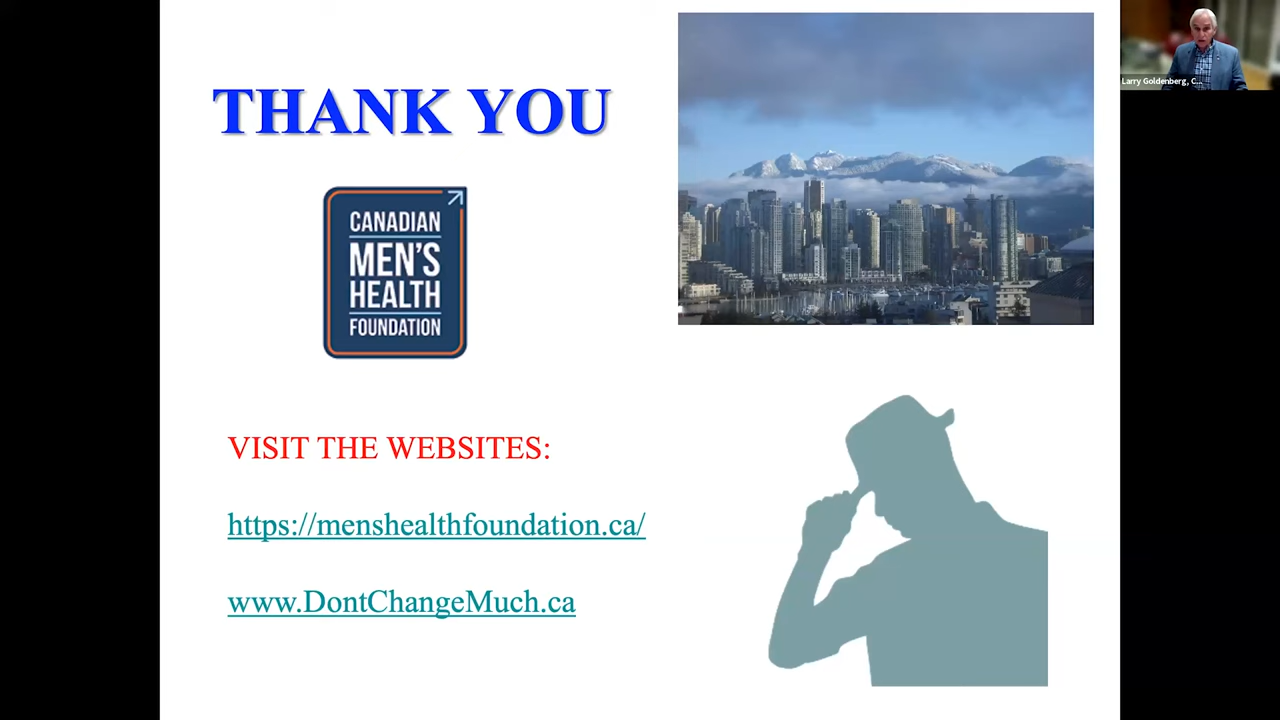 THANK YOU
CANADIAN
MEN'S
HEALTH
FOUNDATION
VISIT THE WEBSITES:
https://menshealthfoundation.ca/
www.DontChangeMuch.ca
Larry Goldenberg, C...